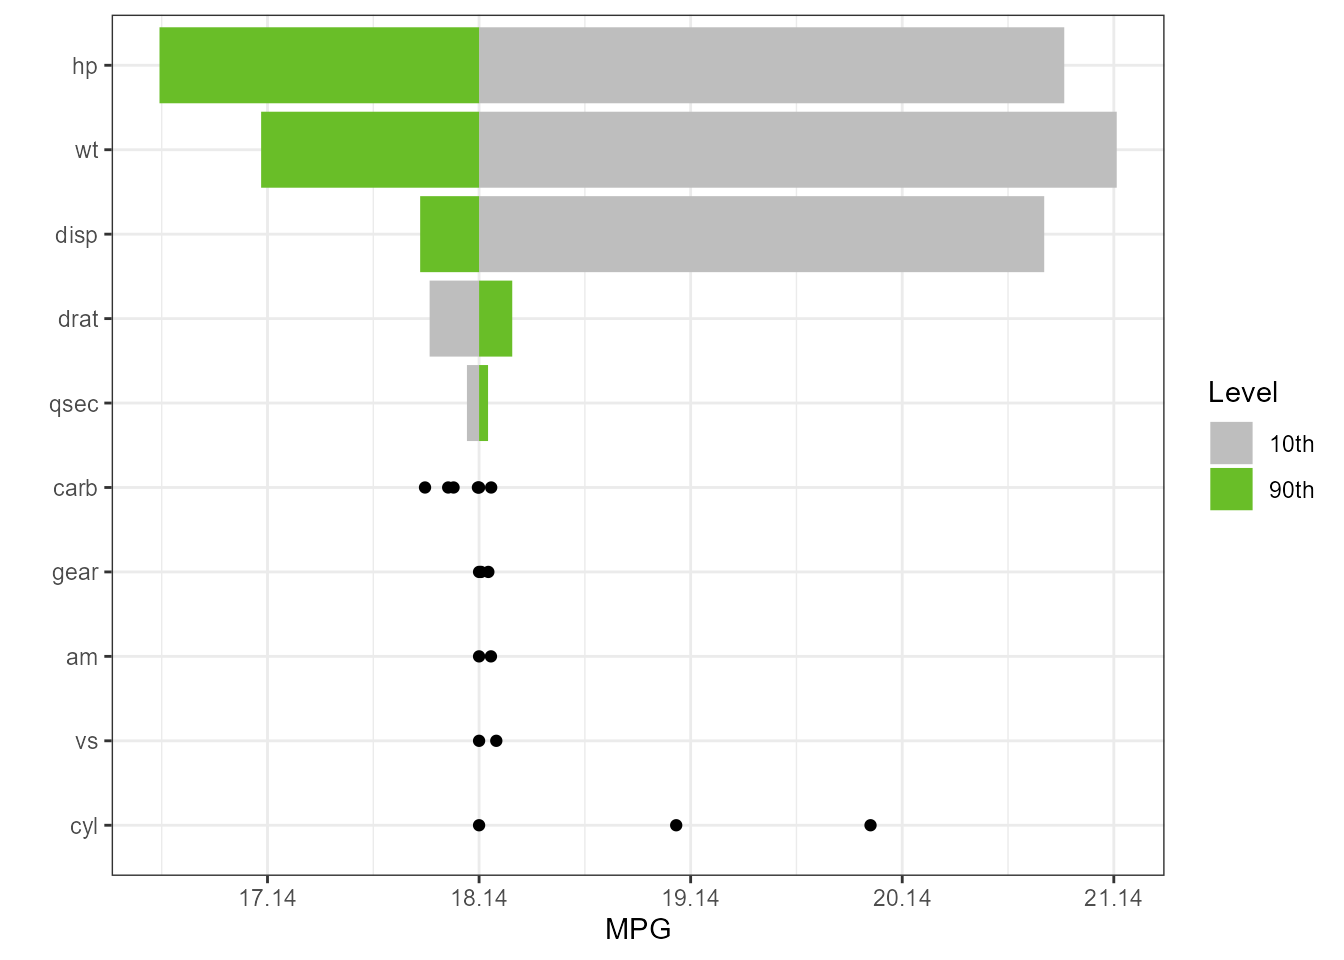 hp
wt
disp
drat
qsec
carb
gear
am
vs
cyl
17.14 18.14 19.14 20.14 21.14
MPG
Level
10th
90th